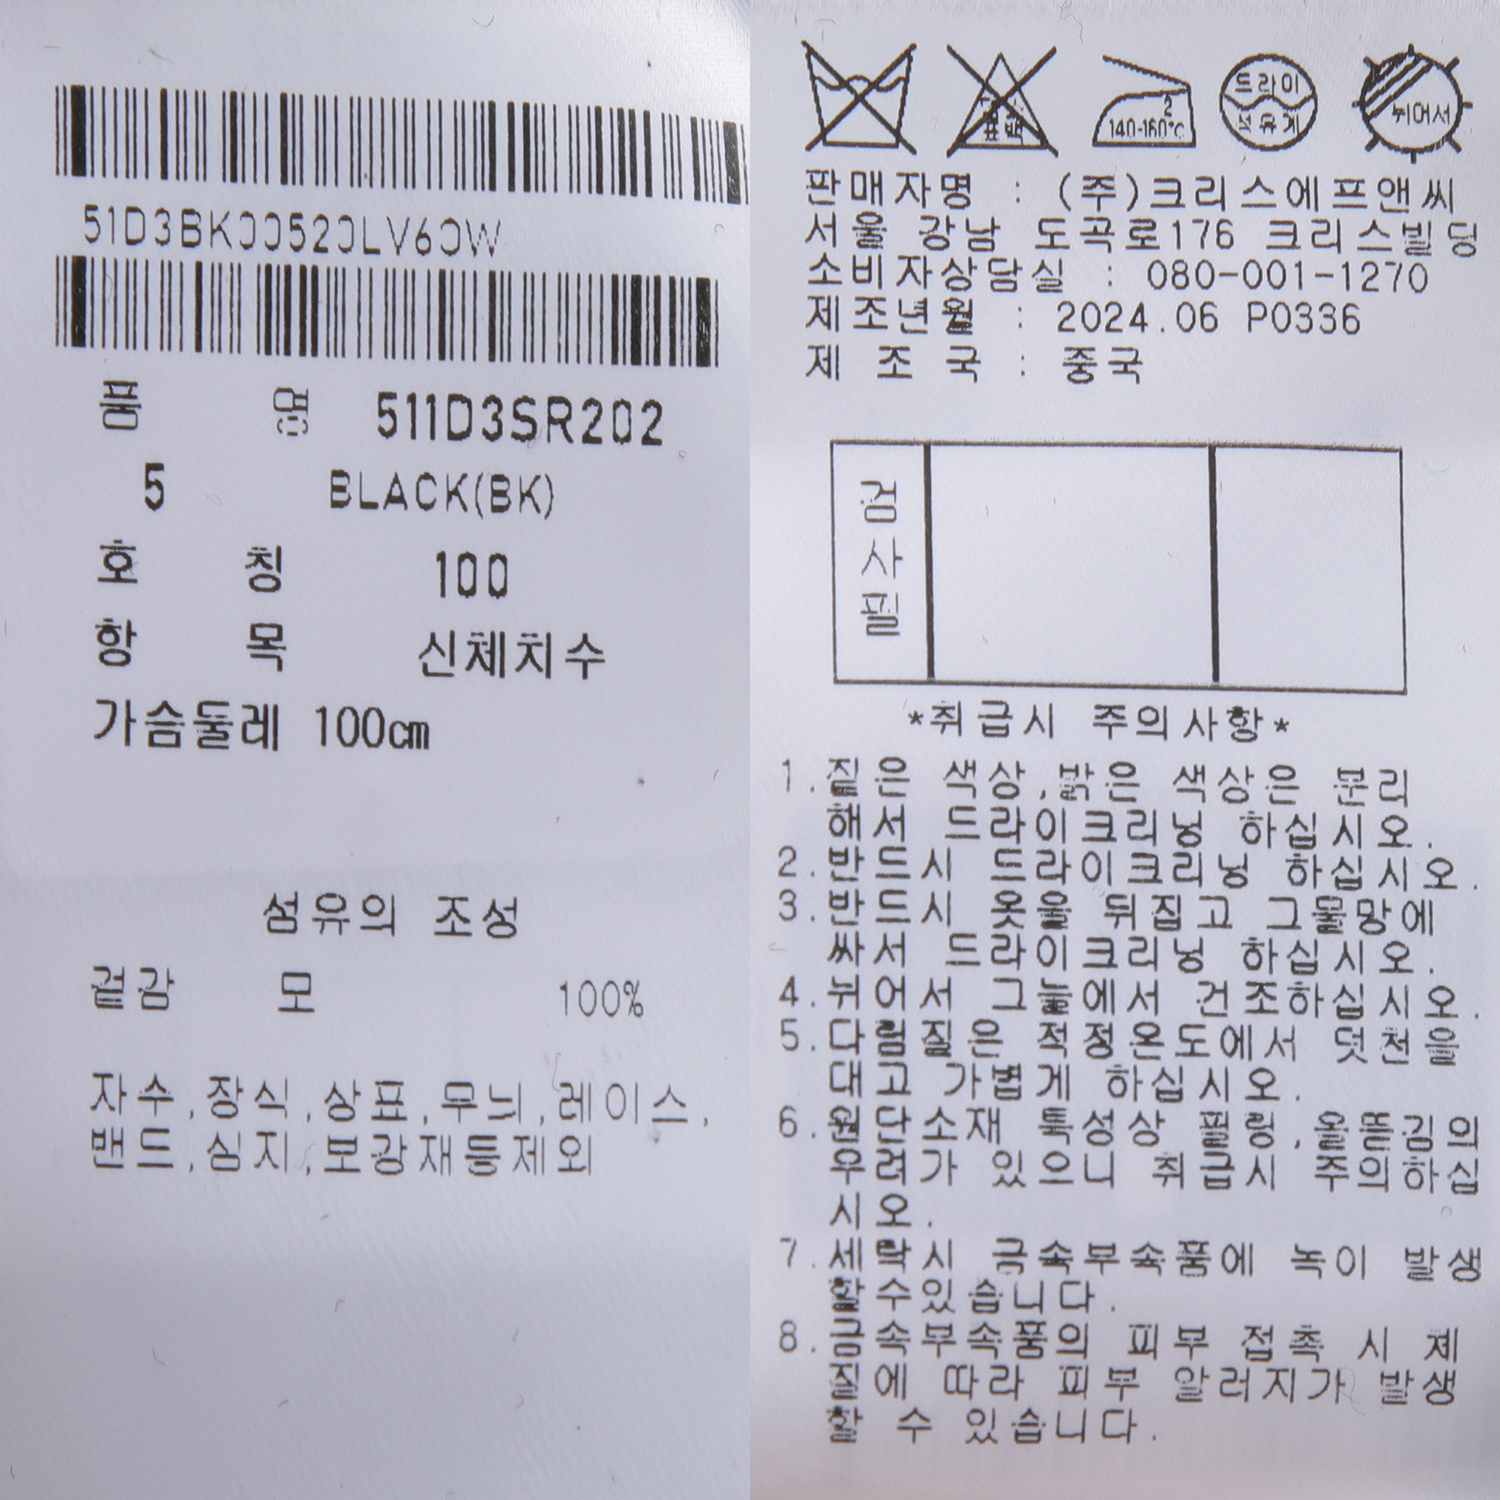 51D3BK00520LV60W
품 명 511D3SR202
5 BLACK(BK)
호 칭 100
항 목 신체치수
가슴둘레 100cm
섬유의 조성
겉감 모 100%
자수,장식,상표,무늬,레이스,
밴드,심지,보강재등제외
표백
2
140-160°C
드라이
석유계
뉘어서
판매자명 : (주)크리스에프앤씨
서울 강남 도곡로176 크리스빌딩
소비자상담실 : 080-001-1270
제조년월 : 2024.06 P0336
제 조 국 : 중국
검
사
필
*취급시 주의사항*
1.짙은 색상,밝은 색상은 분리
해서 드라이크리닝 하십시오.
2.반드시 드라이크리닝 하십시오.
3.반드시 옷을 뒤집고 그물망에
싸서 드라이크리닝 하십시오.
4.뉘어서 그늘에서 건조하십시오.
5.다림질은 적정온도에서 덧천을
대고 가볍게 하십시오.
6.원단소재 특성상 필링,올뜯김의
우려가 있으니 취급시 주의하십
시오.
7.세탁시 금속부속품에 녹이 발생
할수있습니다.
8.금속부속품의 피부 접촉 시 체
질에 따라 피부 알러지가 발생
할 수 있습니다.